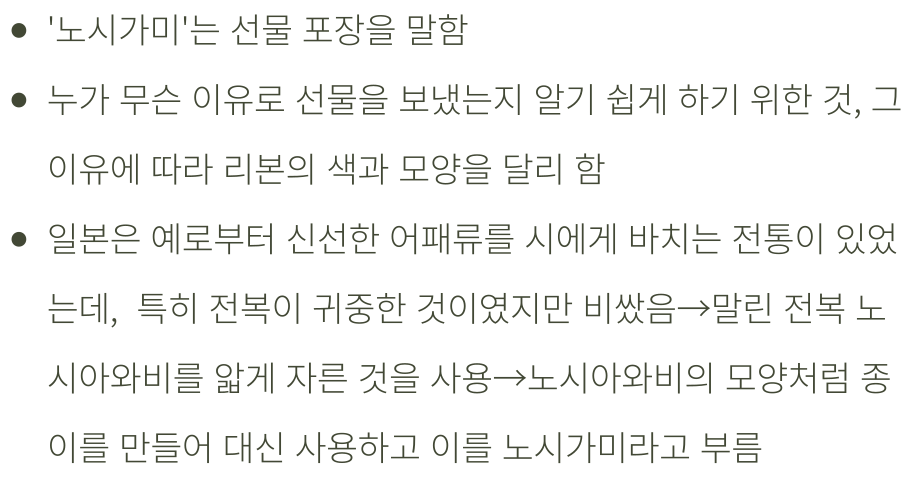 ● '노시가미'는 선물 포장을 말함
● 누가 무슨 이유로 선물을 보냈는지 알기 쉽게 하기 위한 것, 그
이유에 따라 리본의 색과 모양을 달리 함
● 일본은 예로부터 신선한 어패류를 시에게 바치는 전통이 있었
는데, 특히 전복이 귀중한 것이였지만 비쌌음→말린 전복 노
시아와비를 앏게 자른 것을 사용→노시아와비의 모양처럼 종
이를 만들어 대신 사용하고 이를 노시가미라고 부름